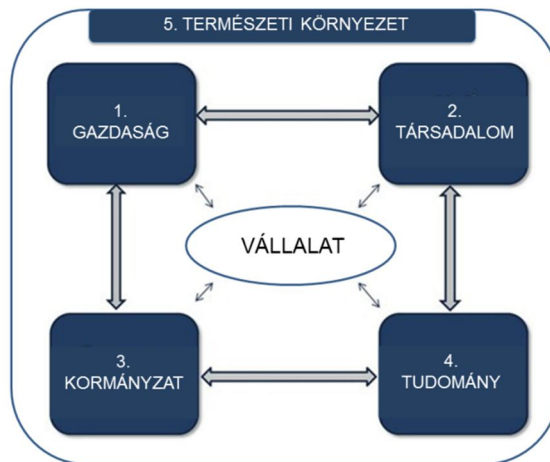 5. TERMÉSZETI KÖRNYEZET
1.
GAZDASÁG
2.
TÁRSADALOM
VÁLLALAT
3.
KORMÁNYZAT
4.
TUDOMÁNY